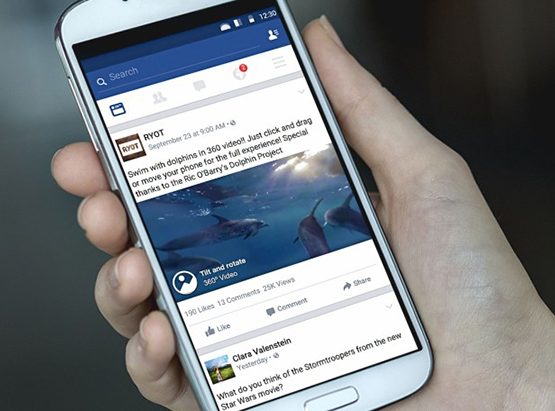 12:30
Search
RYOT
RYOT
September 23 at 9:00 AM •
Swim with dolphins in 360 video!! Just click and drag
or move your phone for the full experience! Special
thanks to the Ric O'Barry's Dolphin Project
Tilt and rotate
360° Video
190 Likes 13 Comments 25K Views
Like
Comment
Share
Clara Valenstein
Yesterday •
What do you think of the Stormtroopers from the new
Star Wars movie?